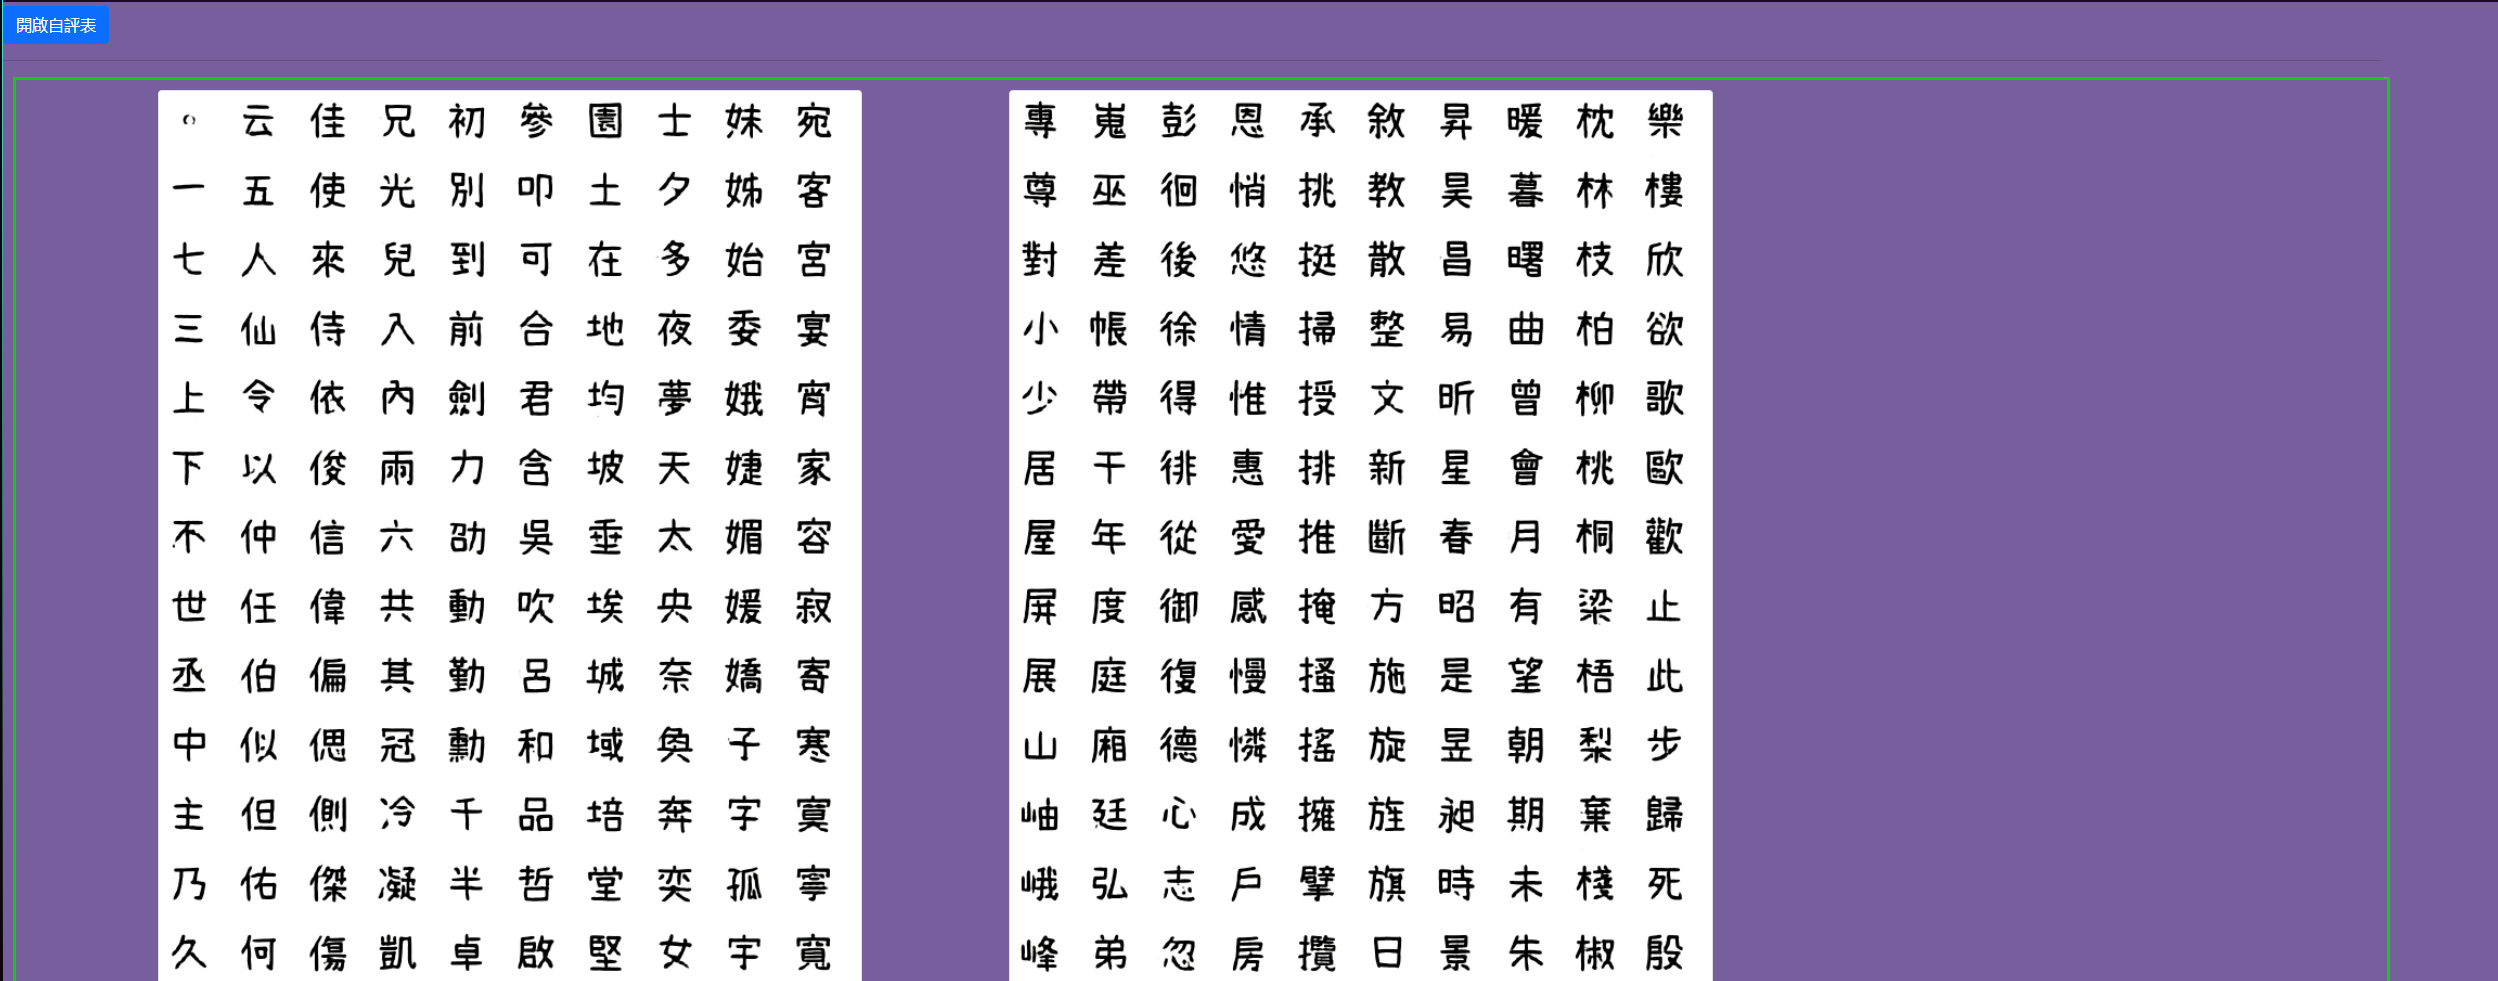 開啟自評表
○云佳兄初參園士妹宛
一五使光別叩土夕姊客
七人來兒到可在多始宮
三仙侍入前合地夜委宴
上令依內劍君均夢娥宵
下以俊兩力含坡天婕家
不仲信六劭吳垂太媚容
世任偉共動吹埃央媛寂
丞伯偏其勤呂城奈嬌寄
中似偲冠勳和域奐子寒
主但側冷千品培奔字寞
乃佑傑凝半哲堂奕孤寧
久何傷凱卓啟堅女宇寬
專嵬彭恩承敘昇暖枕樂
尊巫徊悄挑教昊暮林樓
對差後悠挺散昌曙枝欣
小帳徐情掃整易曲柏欲
少帶得惟授文昕曾柳歌
居干徘惠排新星會桃歐
屋年從愛推斷春月桐歡
屏度御感掩方昭有梁止
展庭復慢搔施是望梧此
山廂德憐搖旋昱朝梨步
岫廷心成擁旌昶期棄歸
峨弘志戶擘旗時未棧死
峰弟忽房攬日景朱椒殷